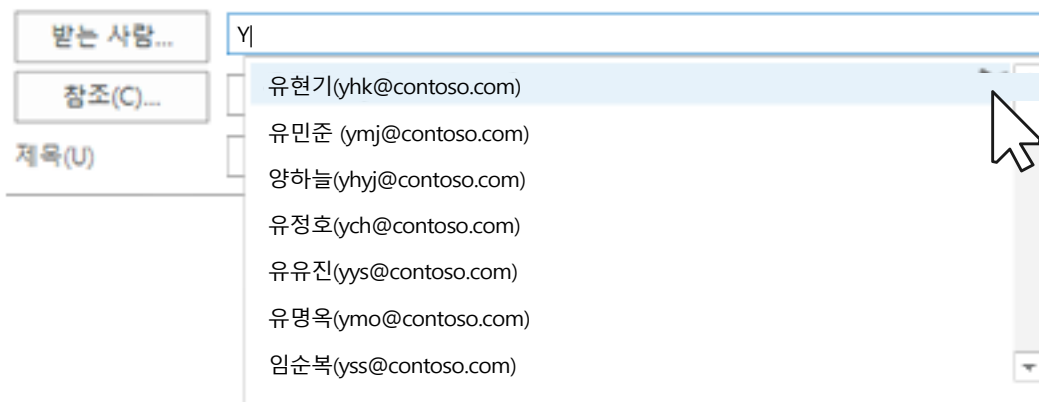 받는 사람...
Y
참조(C)...
제목(U)
유현기(yhk@contoso.com)
유민준 (ymj@contoso.com)
양하늘(yhyj@contoso.com)
유정호(ych@contoso.com)
유유진(yys@contoso.com)
유명옥(ymo@contoso.com)
임순복(yss@contoso.com)